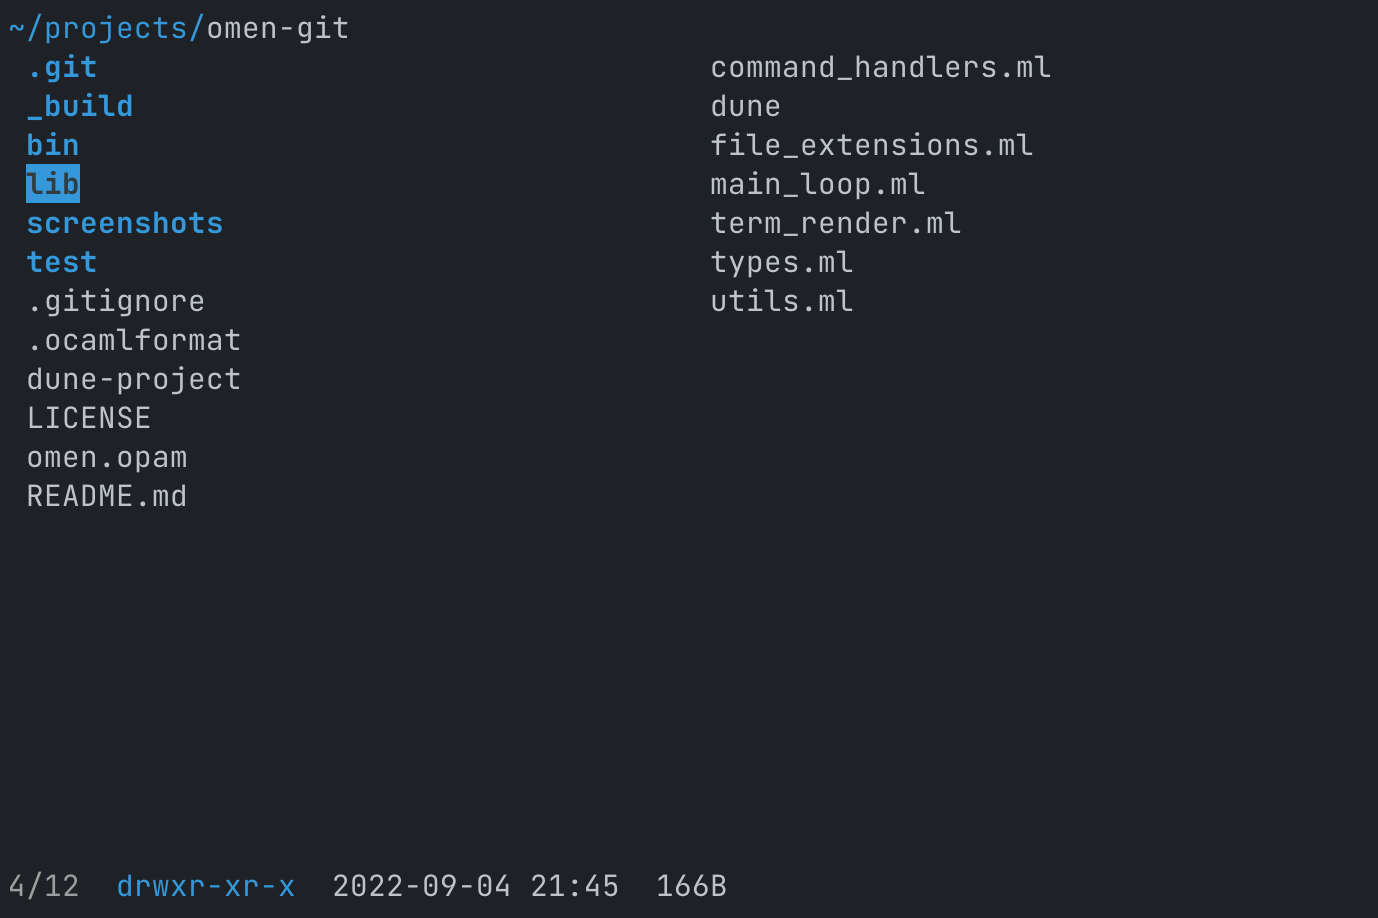 ~/projects/omen-git
.git
_build
bin
lib
screenshots
test
.gitignore
.ocamlformat
dune-project
LICENSE
omen.opam
README.md
command_handlers.ml
dune
file_extensions.ml
main_loop.ml
term_render.ml
types.ml
utils.ml
4/12 drwxr-xr-x 2022-09-04 21:45 166B